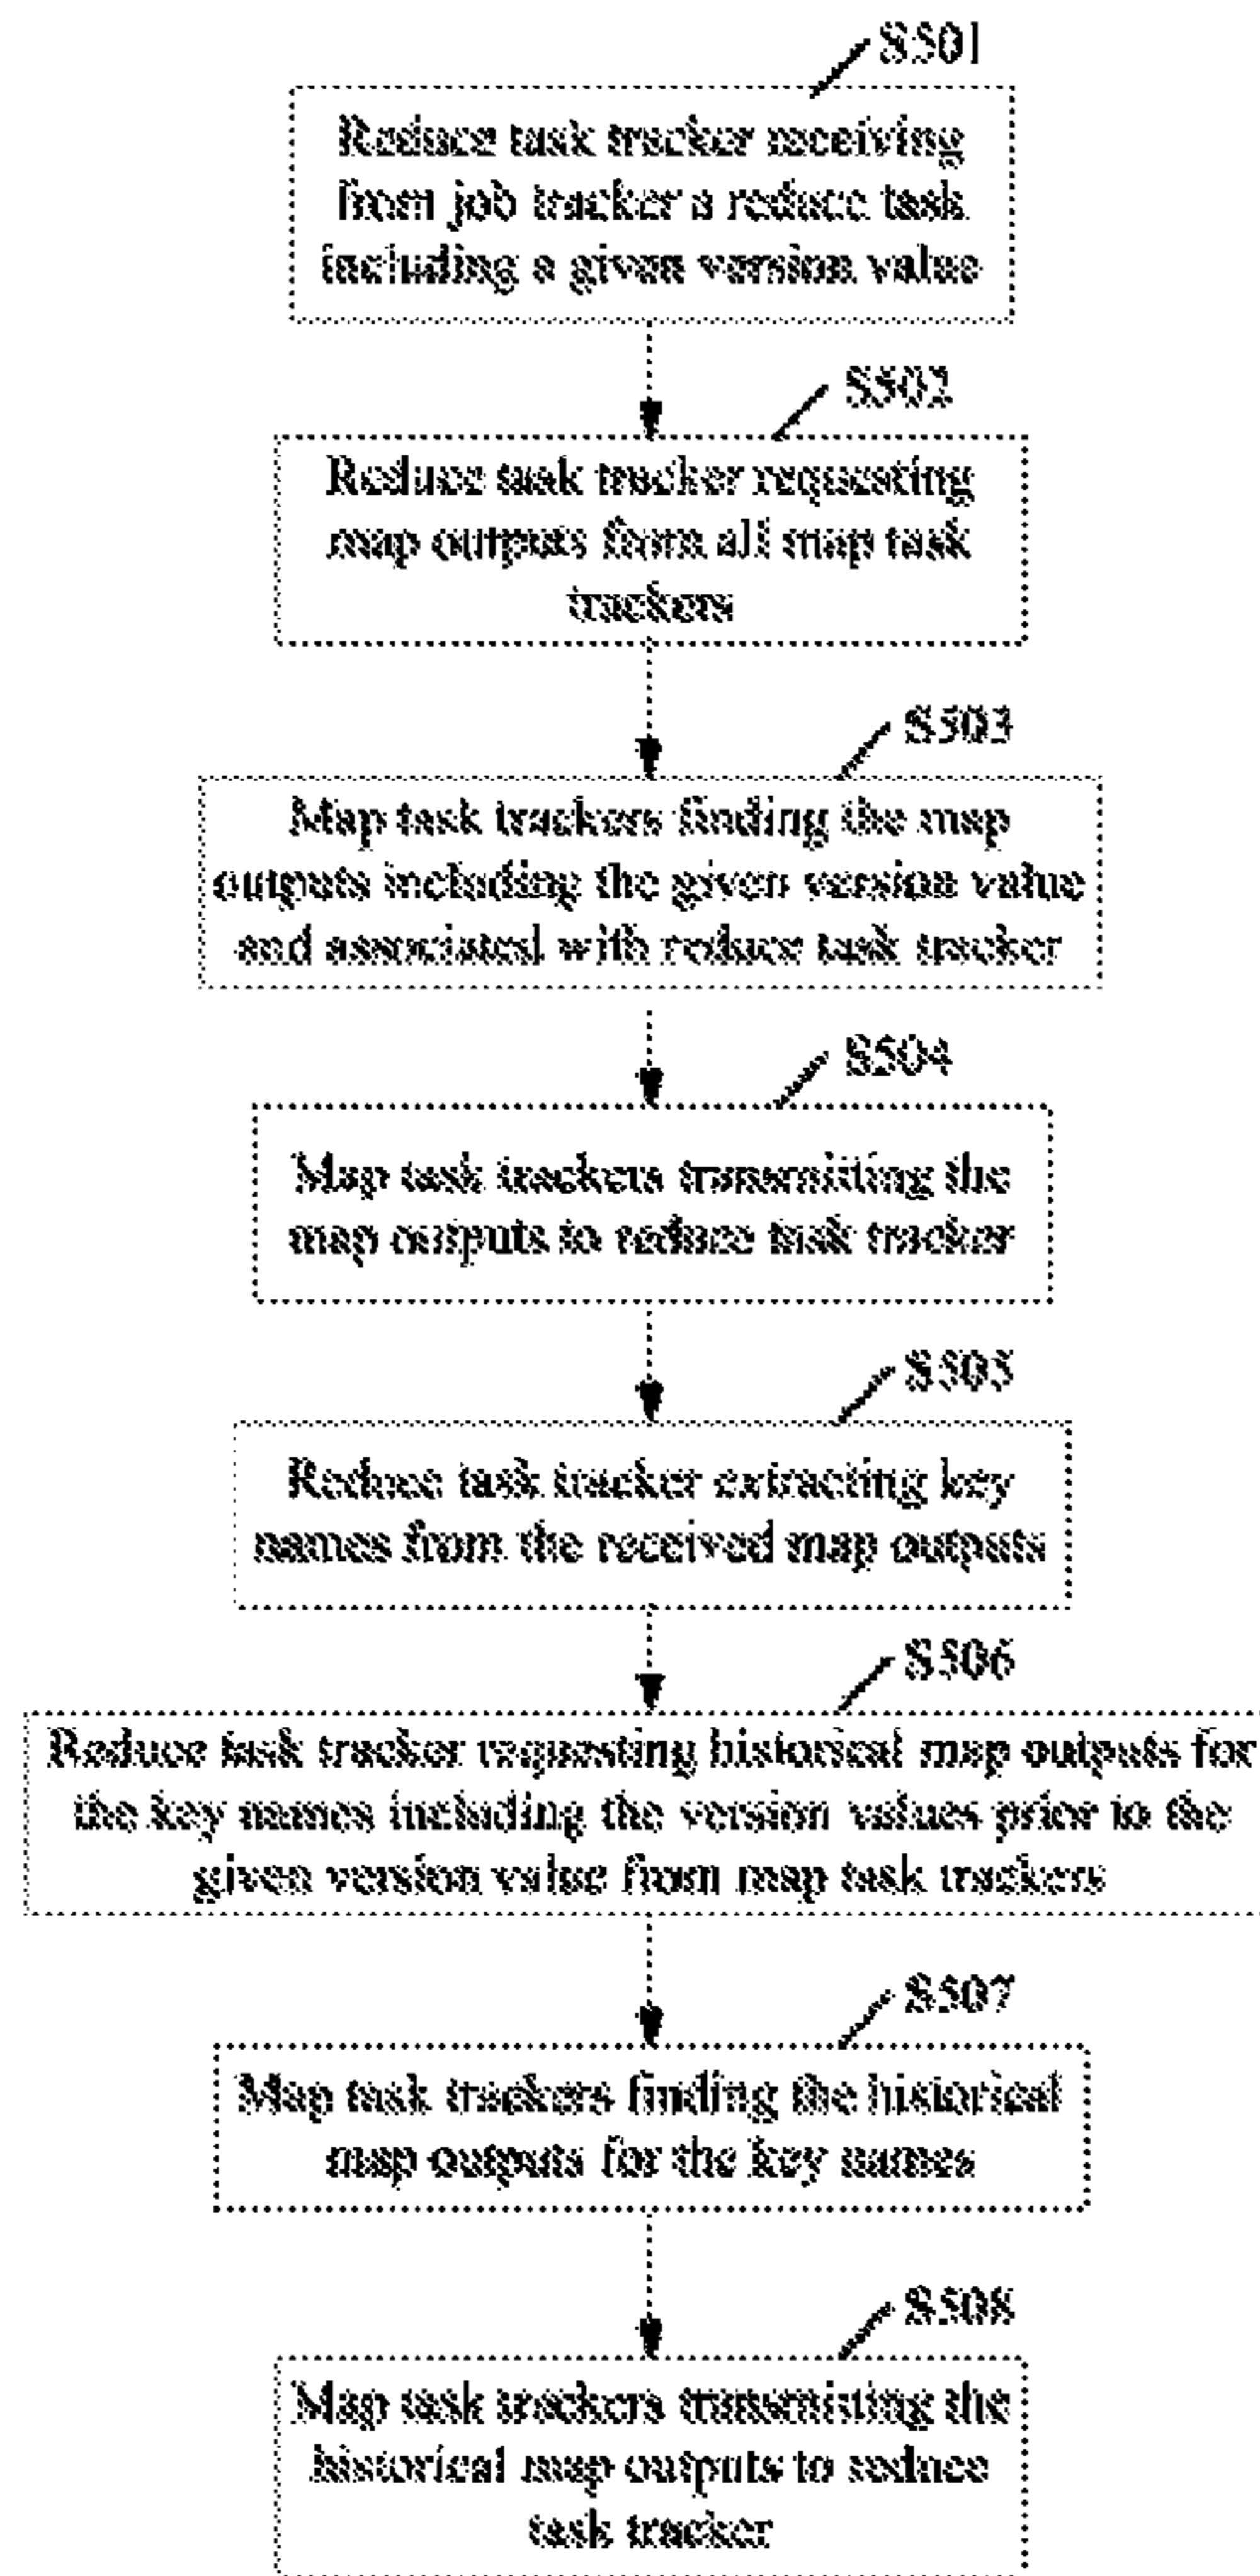 S501
Reduce task tracker receiving
from job tracker a reduce task
including a given version value
S502
Reduce task tracker requesting
map outputs from all map task
trackers
S503
Map task trackers finding the map
outputs including the given version value
and associated with reduce task tracker
S504
Map task trackers transmitting the
map outputs to reduce task tracker
S505
Reduce task tracker extracting key
names from the received map outputs
S506
Reduce task tracker requesting historical map outputs for
the key names including the version values prior to the
given version value from map task trackers
S507
Map task trackers finding the historical
map outputs for the key names
S508
Map task trackers transmitting the
historical map outputs to reduce
task tracker